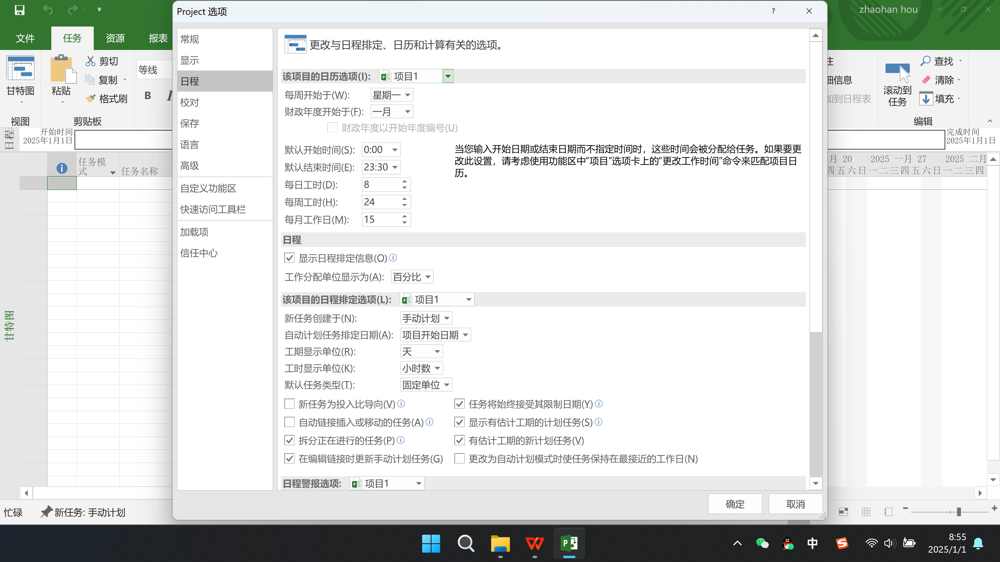 Project 选项
zhaohan hou
文件
任务
资源
报表
甘特图
视图
粘贴
剪切
复制
格式刷
剪贴板
等线
B
I
查找
清除
填充
滚动到
任务
编辑
细信息
加到日程表
开始时间
2025年1月1日
完成时间
2025年1月1日
任务模
式
任务名称
月 20
2025 一月 27
2025 二月
四 五 六 日 一 二 三 四 五 六 日 一 二 三 四
甘特图
常规
显示
日程
校对
保存
语言
高级
自定义功能区
快速访问工具栏
加载项
信任中心
更改与日程排定、日历和计算有关的选项。
该项目的日历选项(I): 项目1
每周开始于(W): 星期一
财政年度开始于(F): 一月
财政年度以开始年度编号(U)
默认开始时间(S): 0:00
默认结束时间(E): 23:30
每日工时(D): 8
每周工时(H): 24
每月工作日(M): 15
当您输入开始日期或结束日期而不指定时间时，这些时间会被分配给任务。如果要更
改此设置，请考虑使用功能区中“项目”选项卡上的“更改工作时间”命令来匹配项目日
历。
日程
显示日程排定信息(O)
工作分配单位显示为(A): 百分比
该项目的日程排定选项(L): 项目1
新任务创建于(N): 手动计划
自动计划任务排定日期(A): 项目开始日期
工期显示单位(R): 天
工时显示单位(K): 小时数
默认任务类型(T): 固定单位
新任务为投入比导向(V) 任务将始终接受其限制日期(Y)
自动链接插入或移动的任务(A) 显示有估计工期的计划任务(S)
拆分正在进行的任务(P) 有估计工期的新计划任务(V)
在编辑链接时更新手动计划任务(G) 更改为自动计划模式时使任务保持在最接近的工作日(N)
日程警报选项: 项目1
确定
取消
忙碌
新任务: 手动计划
中
8:55
2025/1/1